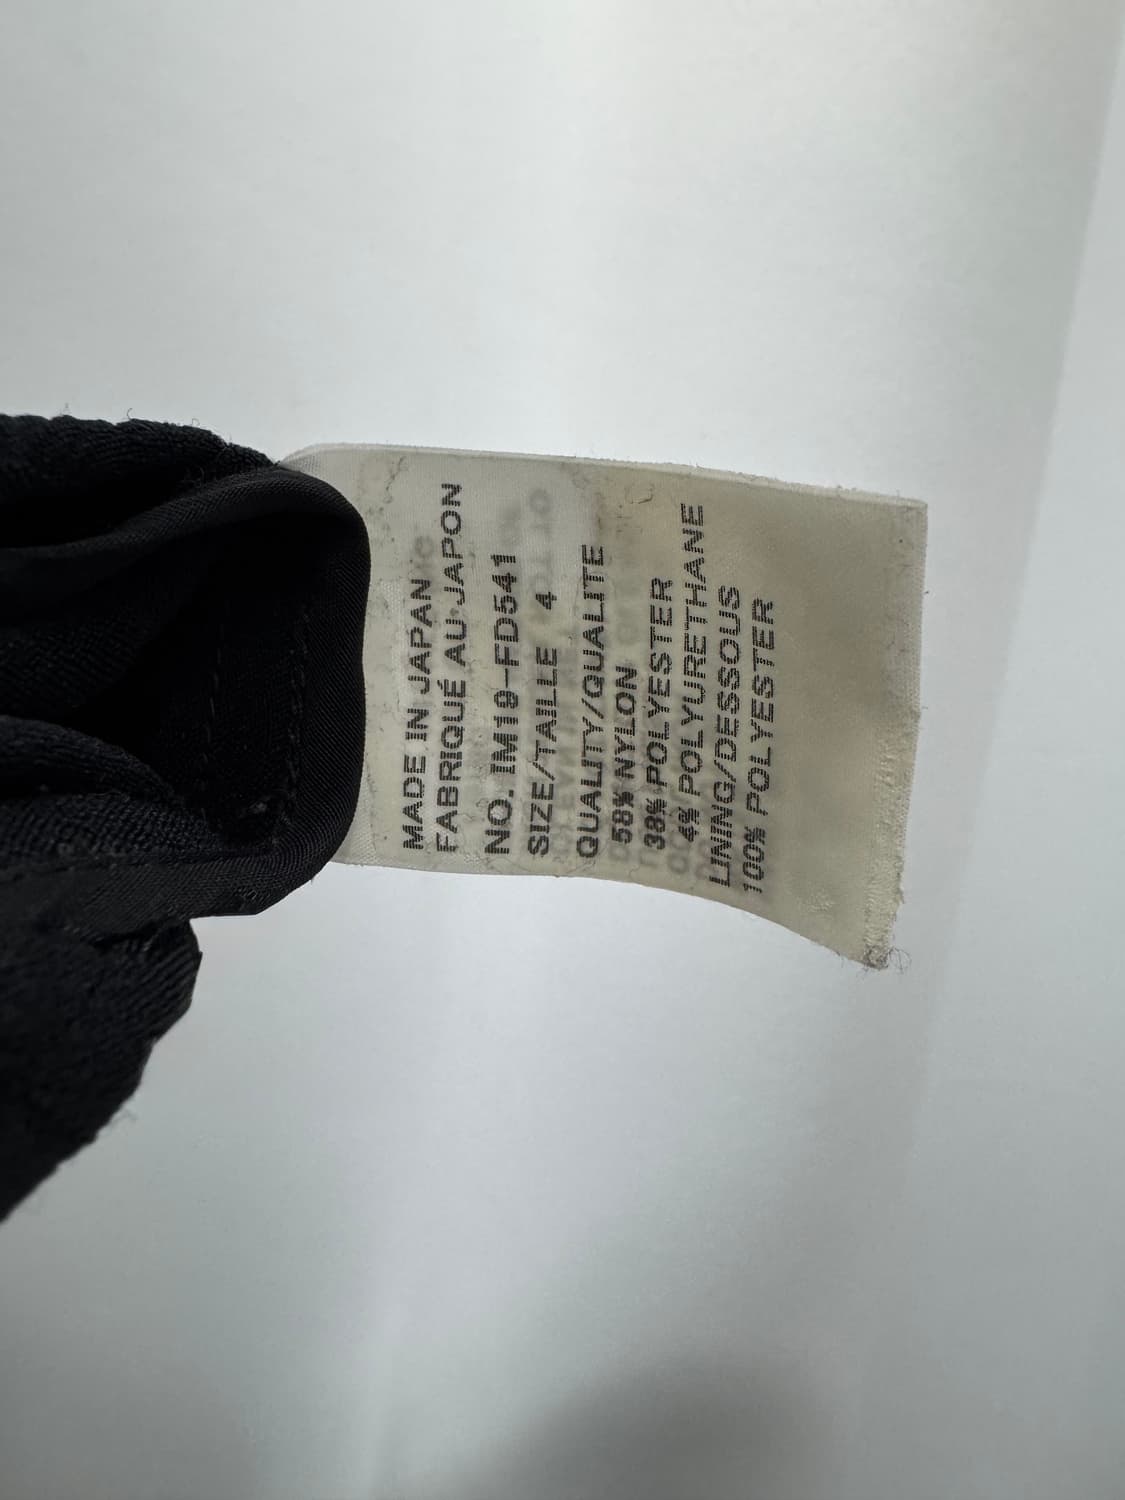 MADE IN JAPAN
FABRIQUÉ AU JAPON
NO. IM19-FD541
SIZE/TAILLE 4
QUALITY/QUALITE
58% NYLON
38% POLYESTER
4% POLYURETHANE
LINING/DESSOUS
100% POLYESTER